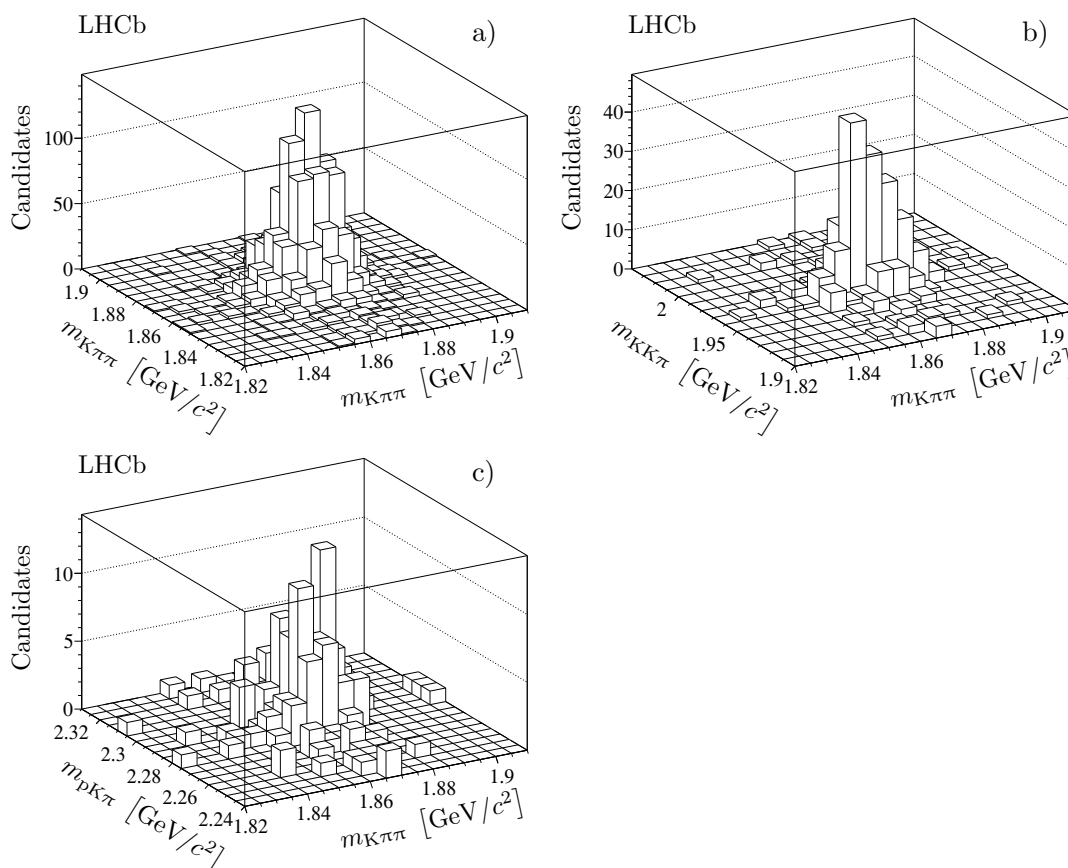 LHCb
a)
Candidates
100
50
0
1.9
1.88
1.86
1.84
1.82
m_{Kππ} [GeV/c²]
1.82
1.84
1.86
1.88
1.9
m_{Kππ} [GeV/c²]
LHCb
b)
Candidates
40
30
20
10
0
2
1.95
1.91
m_{KKπ} [GeV/c²]
1.82
1.84
1.86
1.88
1.9
m_{Kππ} [GeV/c²]
LHCb
c)
Candidates
10
5
0
2.32
2.3
2.28
2.26
2.24
m_{pKπ} [GeV/c²]
1.82
1.84
1.86
1.88
1.9
m_{Kππ} [GeV/c²]